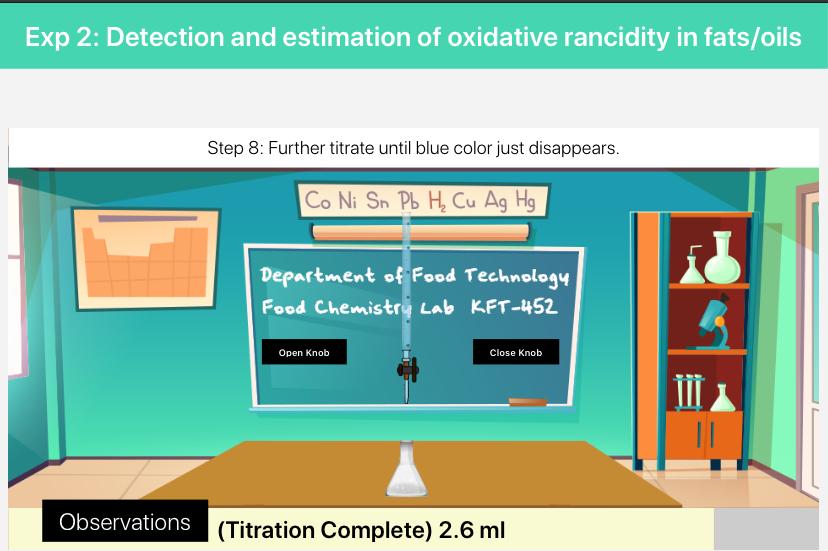 Exp 2: Detection and estimation of oxidative rancidity in fats/oils
Step 8: Further titrate until blue color just disappears.
Co Ni Sn Pb H₂ Cu Ag Hg
Department of Food Technology
Food Chemistry Lab KFT-452
Open Knob
Close Knob
Observations
(Titration Complete) 2.6 ml